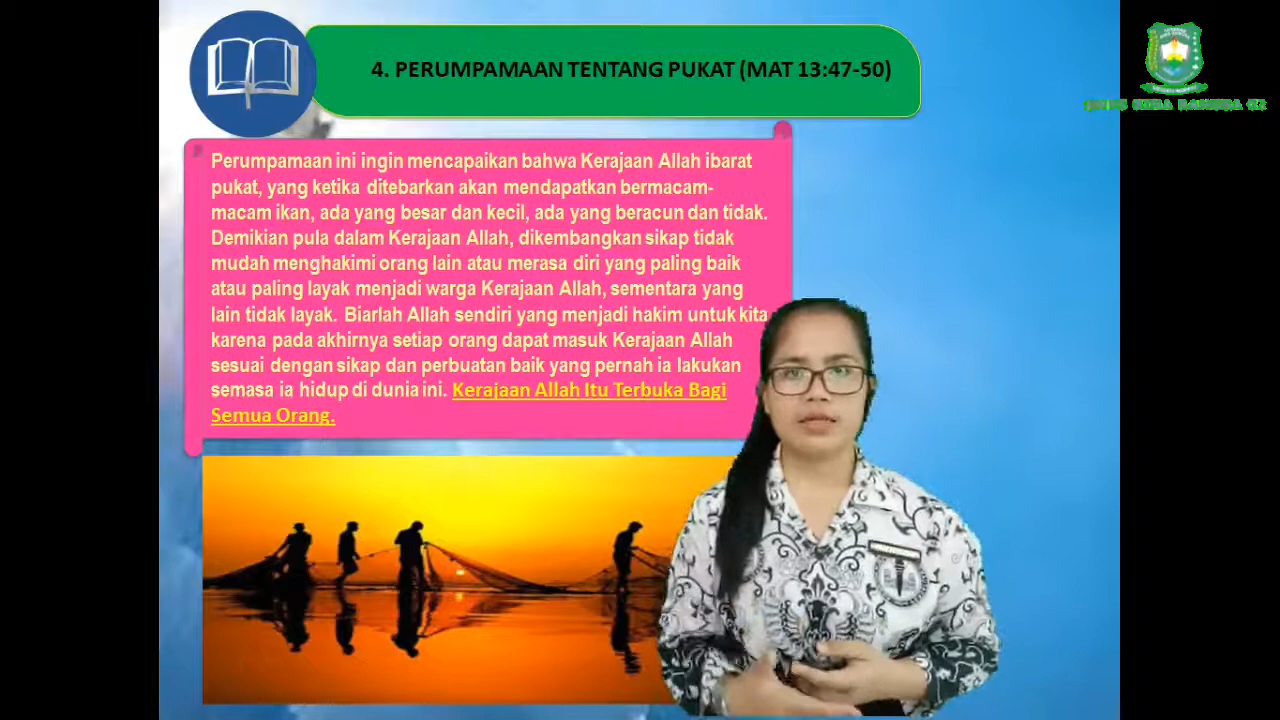 4. PERUMPAMAAN TENTANG PUKAT (MAT 13:47-50)
Perumpamaan ini ingin mencapaikan bahwa Kerajaan Allah ibarat
pukat, yang ketika ditebarkan akan mendapatkan bermacam-
macam ikan, ada yang besar dan kecil, ada yang beracun dan tidak.
Demikian pula dalam Kerajaan Allah, dikembangkan sikap tidak
mudah menghakimi orang lain atau merasa diri yang paling baik
atau paling layak menjadi warga Kerajaan Allah, sementara yang
lain tidak layak. Biarlah Allah sendiri yang menjadi hakim untuk kita
karena pada akhirnya setiap orang dapat masuk Kerajaan Allah
sesuai dengan sikap dan perbuatan baik yang pernah ia lakukan
semasa ia hidup di dunia ini. Kerajaan Allah Itu Terbuka Bagi
Semua Orang.